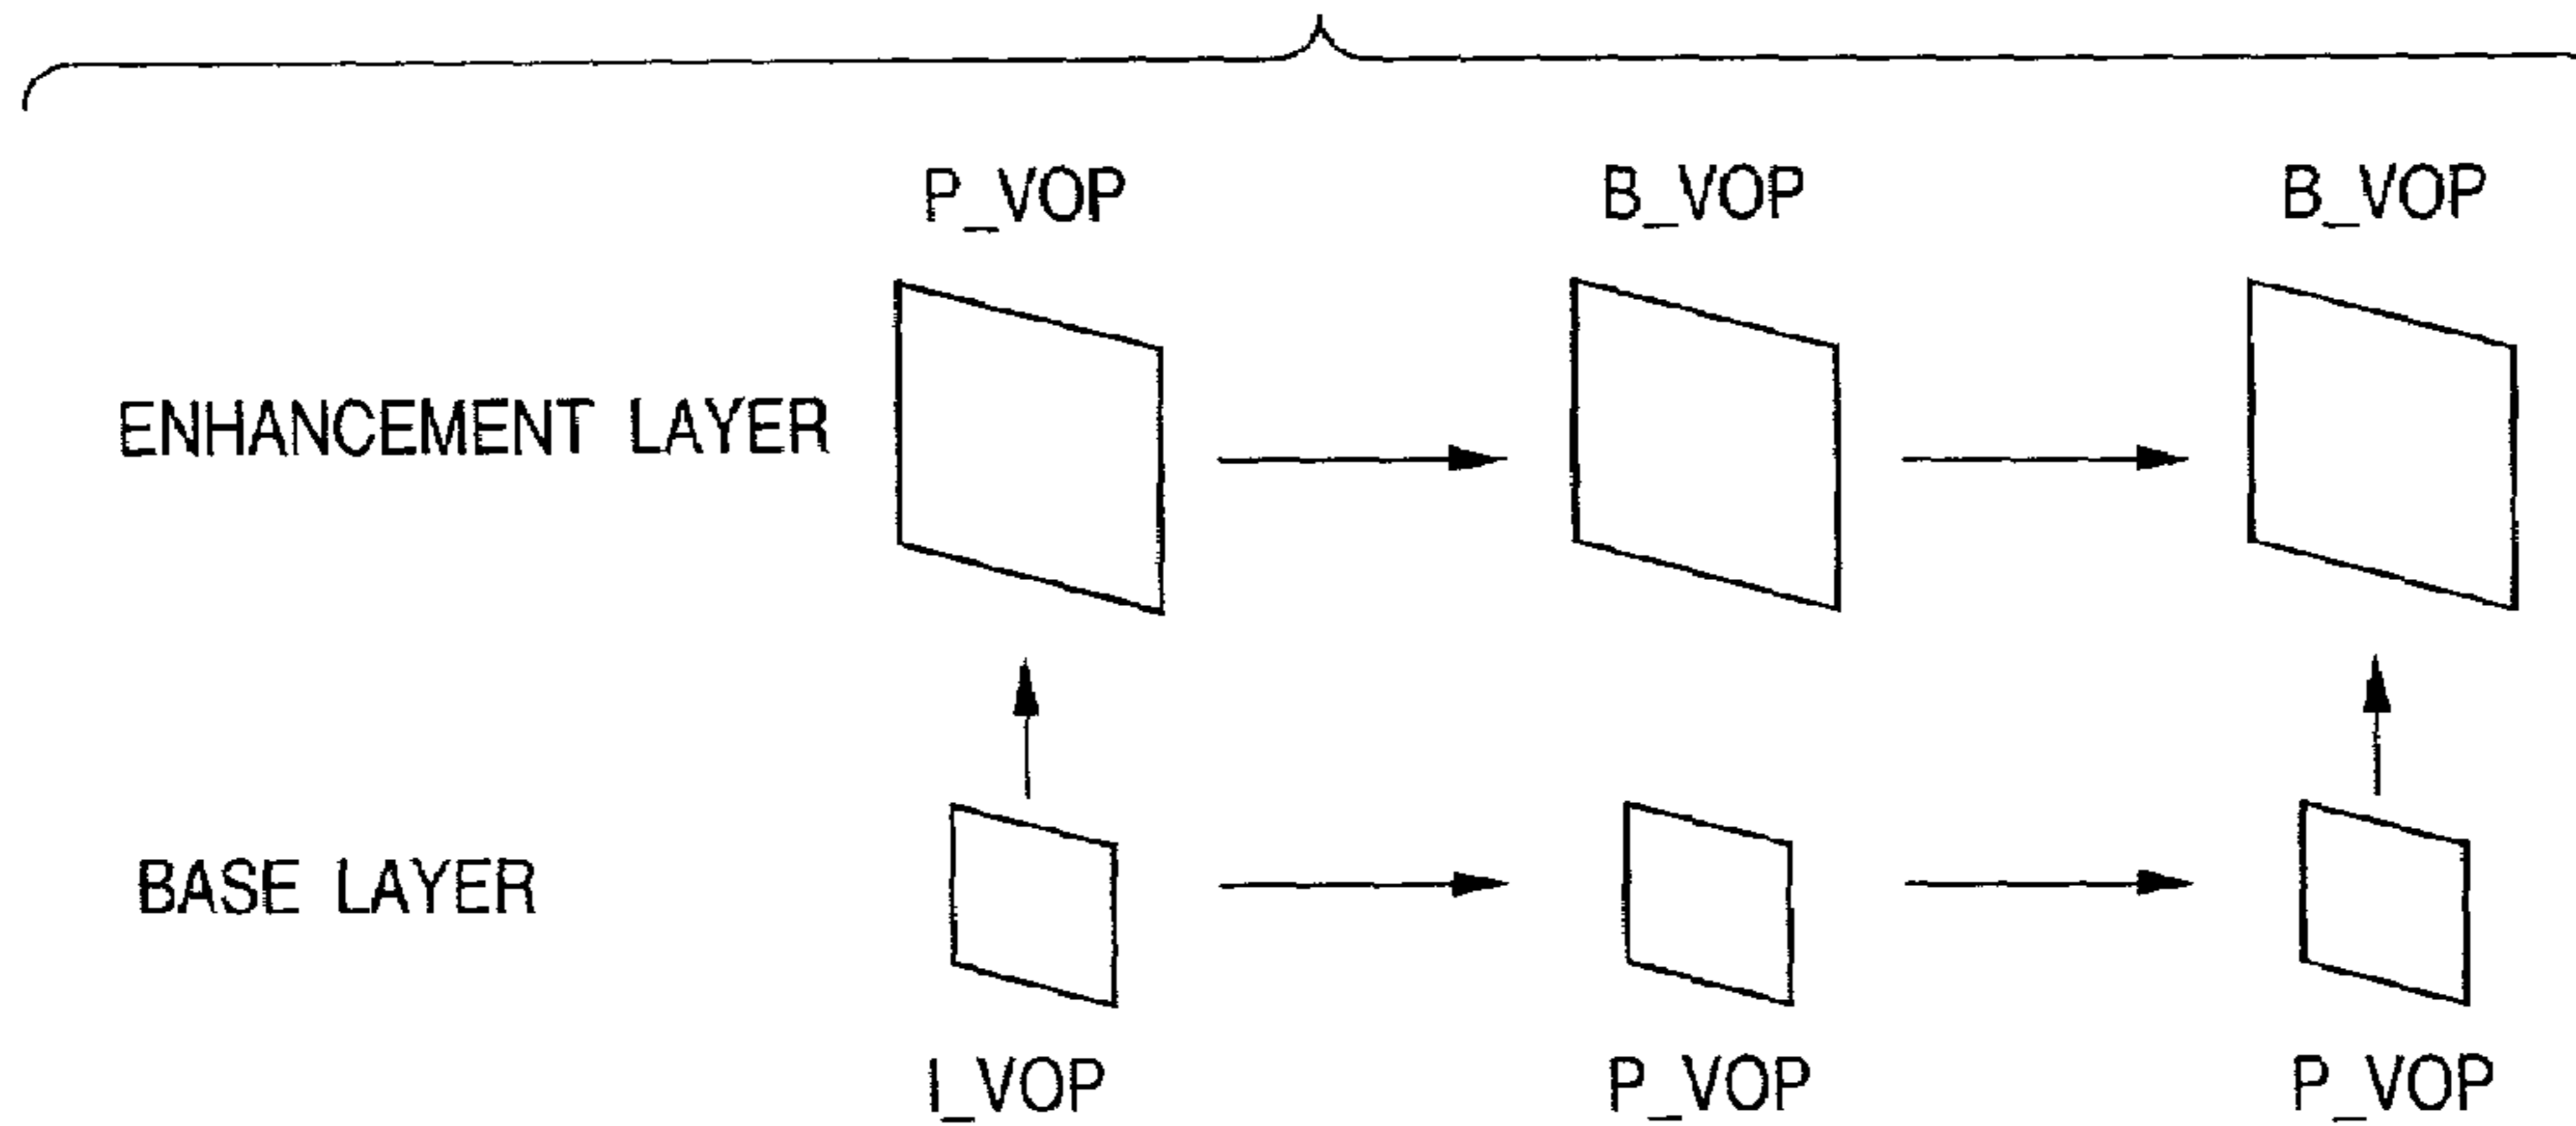 P_VOP B_VOP B_VOP
ENHANCEMENT LAYER
BASE LAYER
I_VOP P_VOP P_VOP